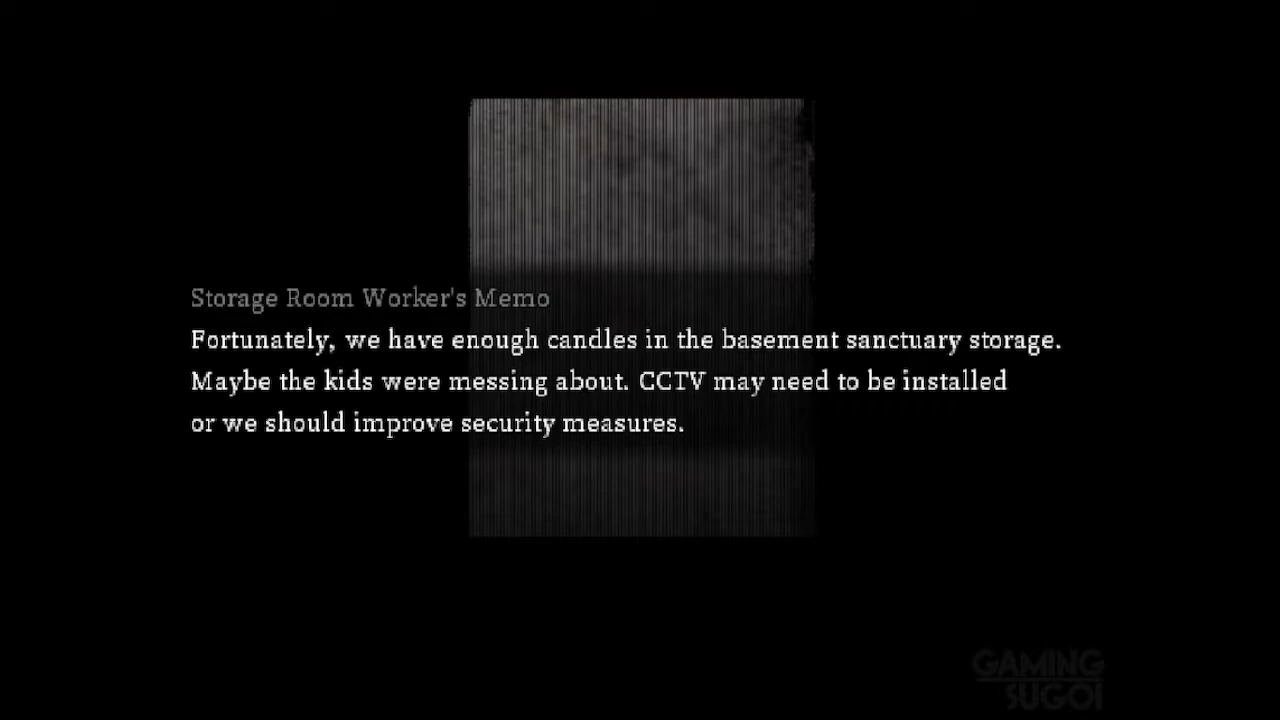 Storage Room Worker's Memo
Fortunately, we have enough candles in the basement sanctuary storage.
Maybe the kids were messing about. CCTV may need to be installed
or we should improve security measures.
GAMING
SUGOI